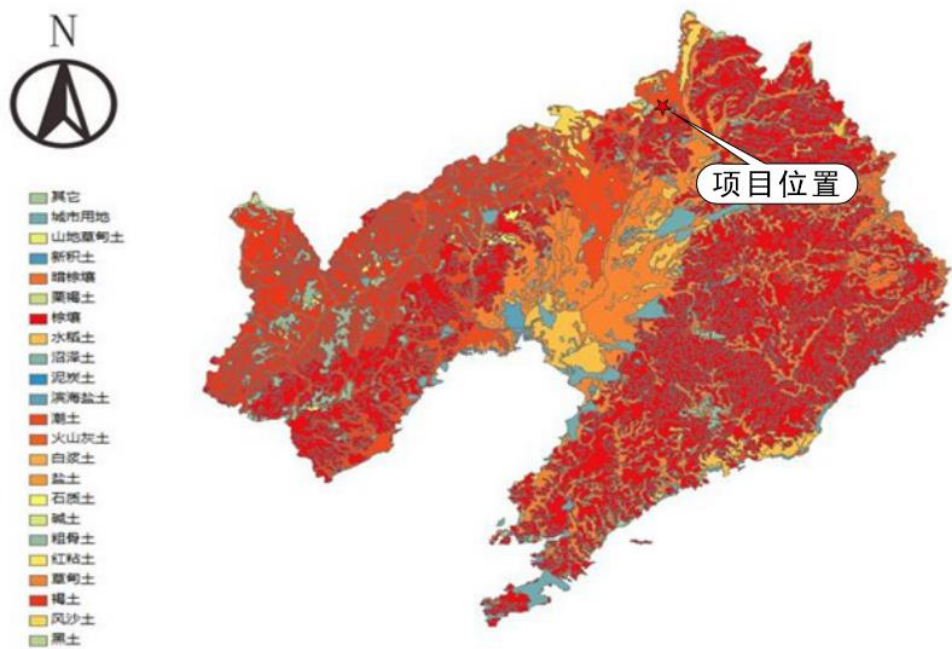 N
项目位置
其它
城市用地
山地草甸土
新积土
暗棕壤
栗褐土
棕壤
水稻土
沼泽土
泥炭土
滨海盐土
潮土
火山灰土
白浆土
盐土
石质土
碱土
粗骨土
红粘土
草甸土
褐土
风沙土
黑土